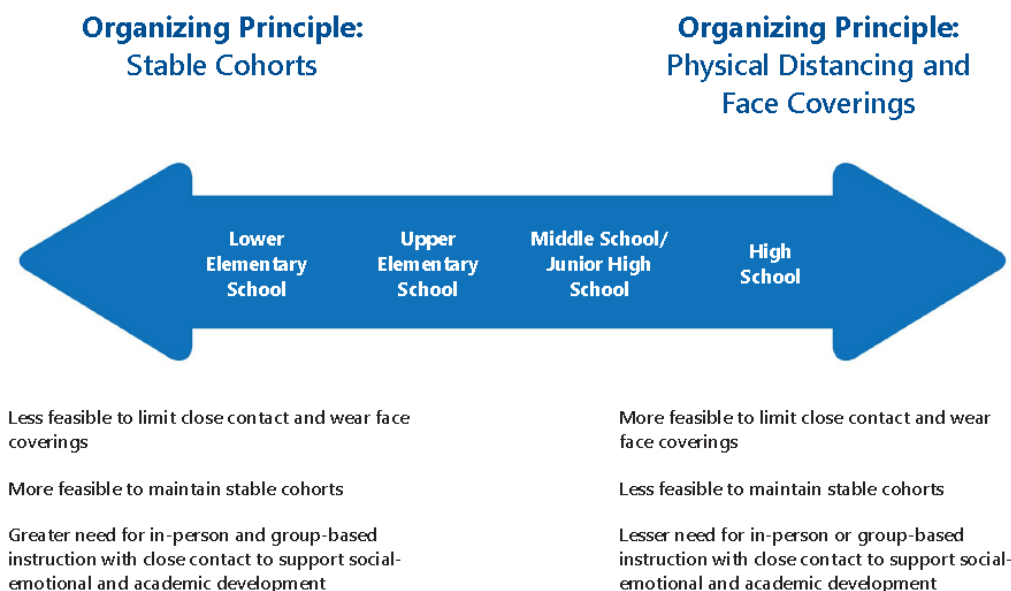 Organizing Principle:
Stable Cohorts
Organizing Principle:
Physical Distancing and
Face Coverings
Lower
Elementary
School
Upper
Elementary
School
Middle School/
Junior High
School
High
School
Less feasible to limit close contact and wear face
coverings
More feasible to maintain stable cohorts
Greater need for in-person and group-based
instruction with close contact to support social-
emotional and academic development
More feasible to limit close contact and wear
face coverings
Less feasible to maintain stable cohorts
Lesser need for in-person or group-based
instruction with close contact to support social-
emotional and academic development